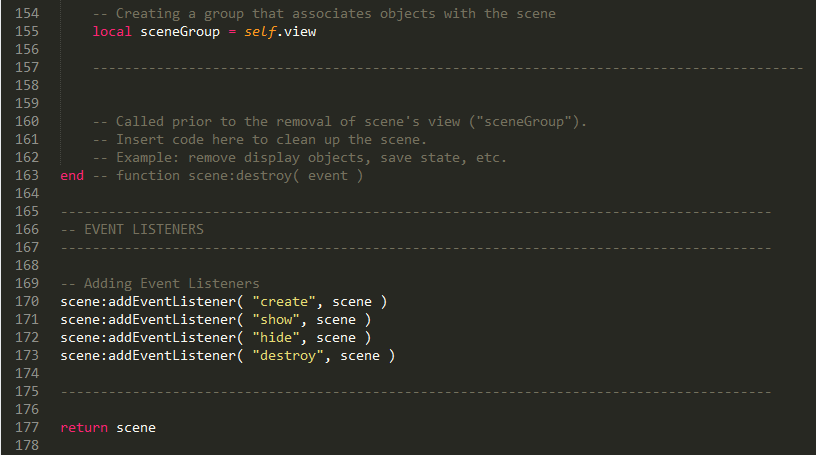 154 -- Creating a group that associates objects with the scene
155 local sceneGroup = self.view
156
157 -----------------------------------------------------------------------------------------
158
159
160 -- Called prior to the removal of scene's view ("sceneGroup").
161 -- Insert code here to clean up the scene.
162 -- Example: remove display objects, save state, etc.
163 end -- function scene:destroy( event )
164
165 -----------------------------------------------------------------------------------------
166 -- EVENT LISTENERS
167 -----------------------------------------------------------------------------------------
168
169 -- Adding Event Listeners
170 scene:addEventListener( "create", scene )
171 scene:addEventListener( "show", scene )
172 scene:addEventListener( "hide", scene )
173 scene:addEventListener( "destroy", scene )
174
175 -----------------------------------------------------------------------------------------
176
177 return scene
178